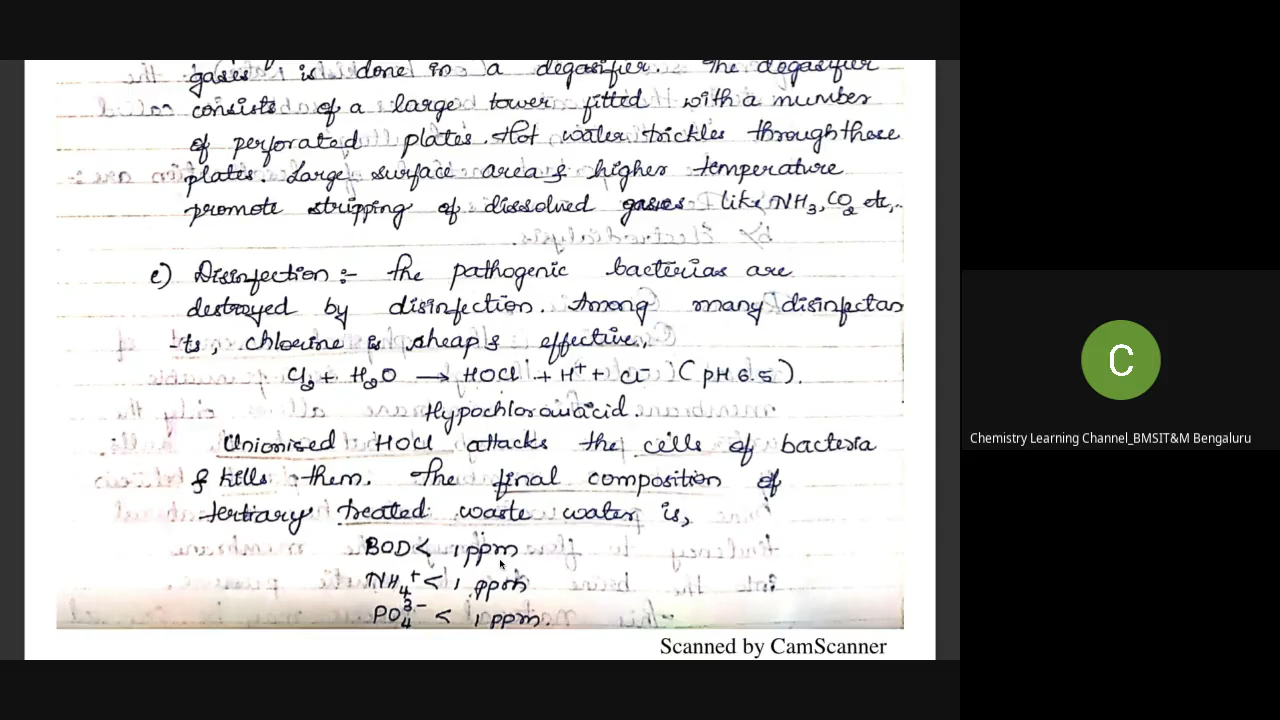 gases", is done in a degasifier. The degasifier
consists of a large tower fitted with a number
of perforated plates. Hot water trickles through these
plates. Large surface area & higher temperature
promote stripping of dissolved gases like NH₃, CO₂ etc,.
e) Disinfection :- The pathogenic bacterias are
destroyed by disinfection. Among many disinfectan
-ts, chlorine is cheap & effective,
Cl₂ + H₂O → HOCl + H⁺ + Cl⁻ (pH 6.5).
Hypochlorous acid.
Unionised HOCl attacks the cells of bacteria
& kills them. The final composition of
tertiary treated waste water is,
BOD < 1 ppm
NH₄⁺ < 1 ppm
PO₄³⁻ < 1 ppm.
Scanned by CamScanner
C
Chemistry Learning Channel_BMSIT&M Bengaluru